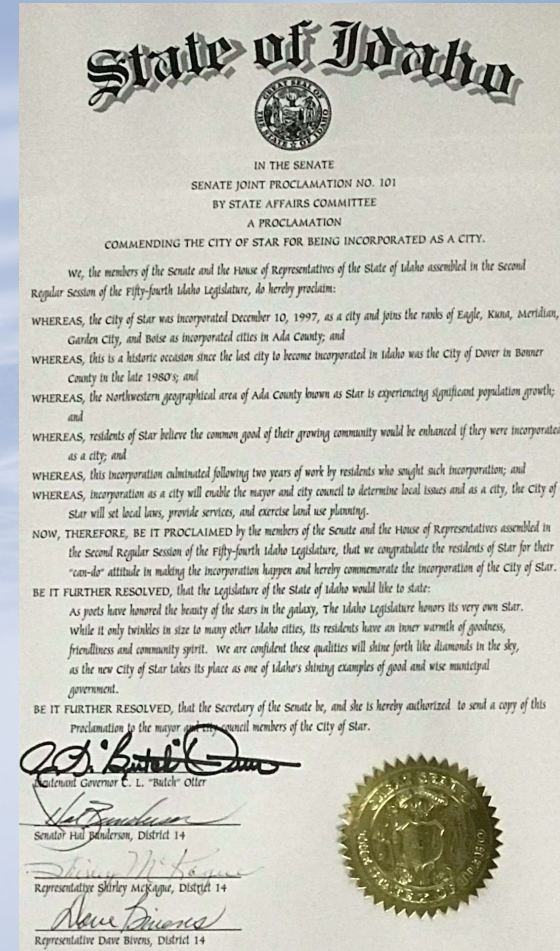 State of Idaho
GREAT SEAL OF THE STATE OF IDAHO
IN THE SENATE
SENATE JOINT PROCLAMATION NO. 101
BY STATE AFFAIRS COMMITTEE
A PROCLAMATION
COMMENDING THE CITY OF STAR FOR BEING INCORPORATED AS A CITY.
We, the members of the Senate and the House of Representatives of the State of Idaho assembled in the Second
Regular Session of the Fifty-fourth Idaho Legislature, do hereby proclaim:
WHEREAS, the City of Star was incorporated December 10, 1997, as a city and joins the ranks of Eagle, Kuna, Meridian,
Garden City, and Boise as incorporated cities in Ada County; and
WHEREAS, this is a historic occasion since the last city to become incorporated in Idaho was the City of Dover in Bonner
County in the late 1980's; and
WHEREAS, the Northwestern geographical area of Ada County known as Star is experiencing significant population growth;
and
WHEREAS, residents of Star believe the common good of their growing community would be enhanced if they were incorporated
as a city; and
WHEREAS, this incorporation culminated following two years of work by residents who sought such incorporation; and
WHEREAS, incorporation as a city will enable the mayor and city council to determine local issues and as a city, the City of
Star will set local laws, provide services, and exercise land use planning.
NOW, THEREFORE, BE IT PROCLAIMED by the members of the Senate and the House of Representatives assembled in
the Second Regular Session of the Fifty-fourth Idaho Legislature, that we congratulate the residents of Star for their
"can-do" attitude in making the incorporation happen and hereby commemorate the incorporation of the City of Star.
BE IT FURTHER RESOLVED, that the Legislature of the State of Idaho would like to state:
As poets have honored the beauty of the stars in the galaxy, The Idaho Legislature honors its very own Star.
While it only twinkles in size to many other Idaho cities, its residents have an inner warmth of goodness,
friendliness and community spirit. We are confident these qualities will shine forth like diamonds in the sky,
as the new City of Star takes its place as one of Idaho's shining examples of good and wise municipal
government.
BE IT FURTHER RESOLVED, that the Secretary of the Senate be, and she is hereby authorized to send a copy of this
Proclamation to the mayor and city council members of the City of Star.
C. L. "Butch" Otter
Lieutenant Governor C. L. "Butch" Otter
Hal Bunderson
Senator Hal Bunderson, District 14
Shirley McKague
Representative Shirley McKague, District 14
Dave Bivens
Representative Dave Bivens, District 14